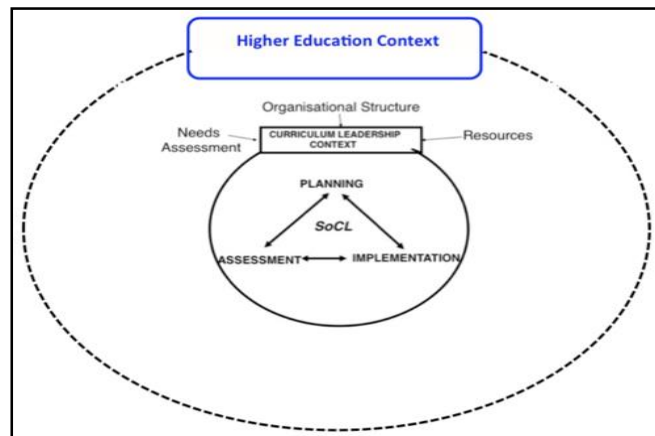 Higher Education Context
Organisational Structure
Needs
Assessment
CURRICULUM LEADERSHIP
CONTEXT
Resources
PLANNING
SoCL
ASSESSMENT
IMPLEMENTATION